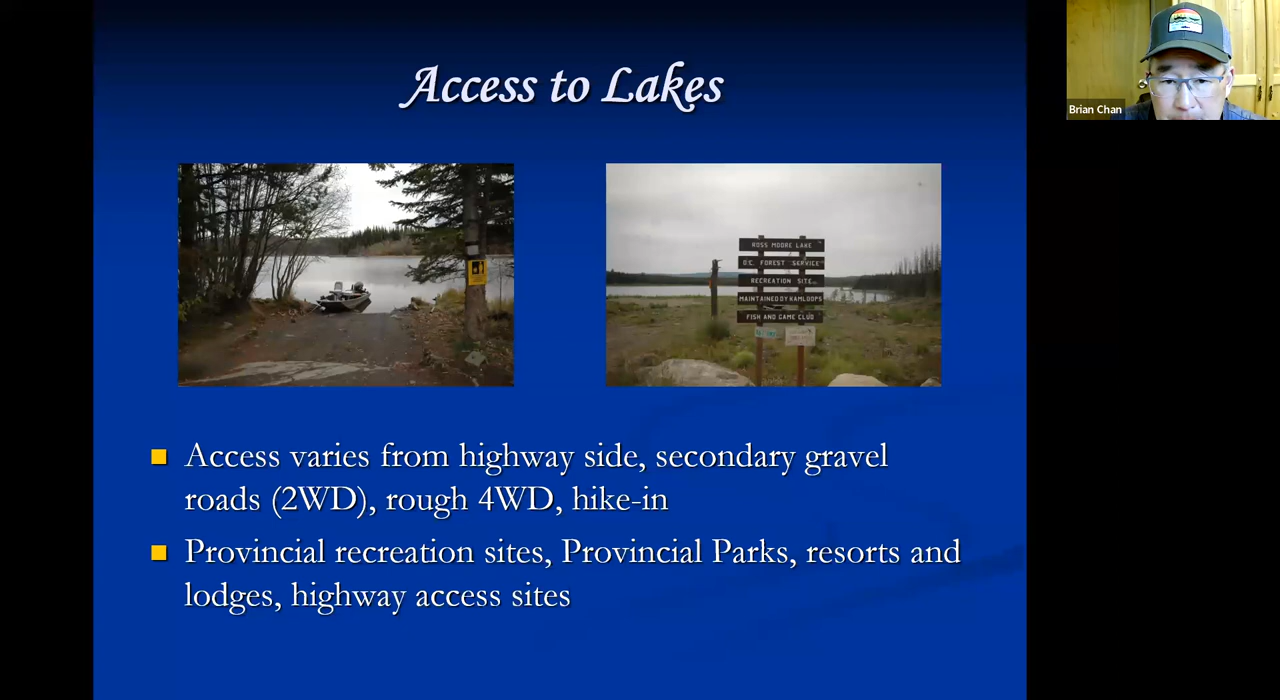 Access to Lakes
Brian Chan
ROSS MOORE LAKE
B.C. FOREST SERVICE
RECREATION SITE
MAINTAINED BY KAMLOOPS
FISH AND GAME CLUB
Access varies from highway side, secondary gravel
roads (2WD), rough 4WD, hike-in
Provincial recreation sites, Provincial Parks, resorts and
lodges, highway access sites